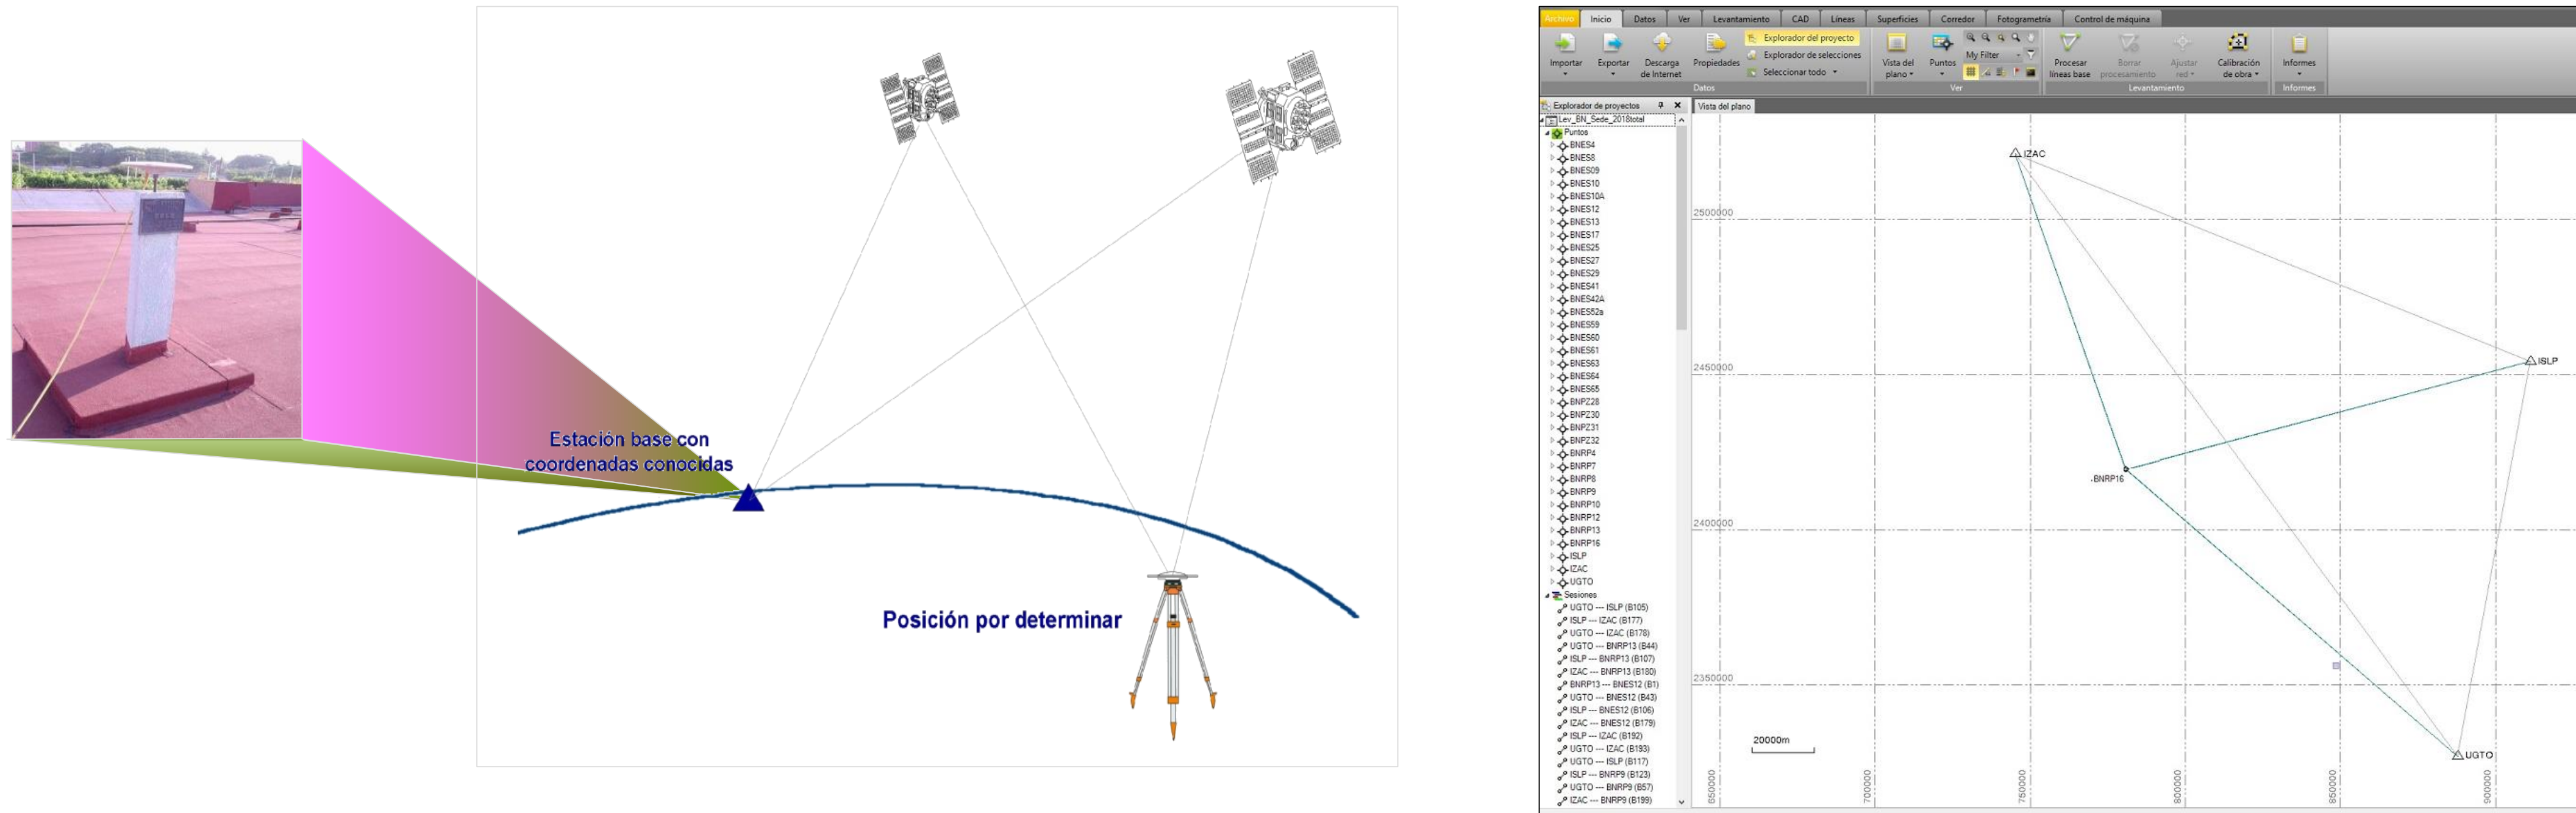 Estación base con
coordenadas conocidas
Posición por determinar
Archivo Inicio Datos Ver Levantamiento CAD Líneas Superficies Corredor Fotogrametría Control de máquina
Importar
Exportar
Descarga
de Internet
Propiedades
Explorador del proyecto
Explorador de selecciones
Seleccionar todo
Datos
Vista del
plano
Puntos
My Filter
Ver
Procesar
líneas base
Borrar
procesamiento
Ajustar
red
Calibración
de obra
Levantamiento
Informes
Informes
Explorador de proyectos
Lev_BN_Sede_2018total
Puntos
BNES4
BNES8
BNES09
BNES10
BNES10A
BNES12
BNES13
BNES17
BNES25
BNES27
BNES29
BNES41
BNES42A
BNES52a
BNES59
BNES60
BNES61
BNES63
BNES64
BNES65
BNPZ28
BNPZ30
BNPZ31
BNPZ32
BNRP4
BNRP7
BNRP8
BNRP9
BNRP10
BNRP12
BNRP13
BNRP16
ISLP
IZAC
UGTO
Sesiones
UGTO --- ISLP (B105)
ISLP --- IZAC (B177)
UGTO --- IZAC (B178)
UGTO --- BNRP13 (B44)
ISLP --- BNRP13 (B107)
IZAC --- BNRP13 (B180)
BNRP13 --- BNES12 (B1)
UGTO --- BNES12 (B43)
ISLP --- BNES12 (B106)
IZAC --- BNES12 (B179)
ISLP --- IZAC (B192)
UGTO --- IZAC (B193)
UGTO --- ISLP (B117)
ISLP --- BNRP9 (B123)
UGTO --- BNRP9 (B57)
IZAC --- BNRP9 (B199)
Vista del plano
IZAC
2500000
ISLP
2450000
BNRP16
2400000
2350000
20000m
UGTO
650000
700000
750000
800000
850000
900000